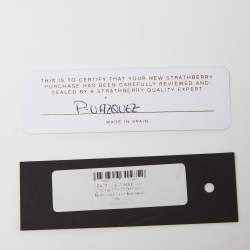 THIS IS TO CERTIFY THAT YOUR NEW STRATHBERRY
PURCHASE HAS BEEN CAREFULLY REVIEWED AND
SEALED BY A STRATHBERRY QUALITY EXPERT
P. VAZQUEZ
MADE IN SPAIN